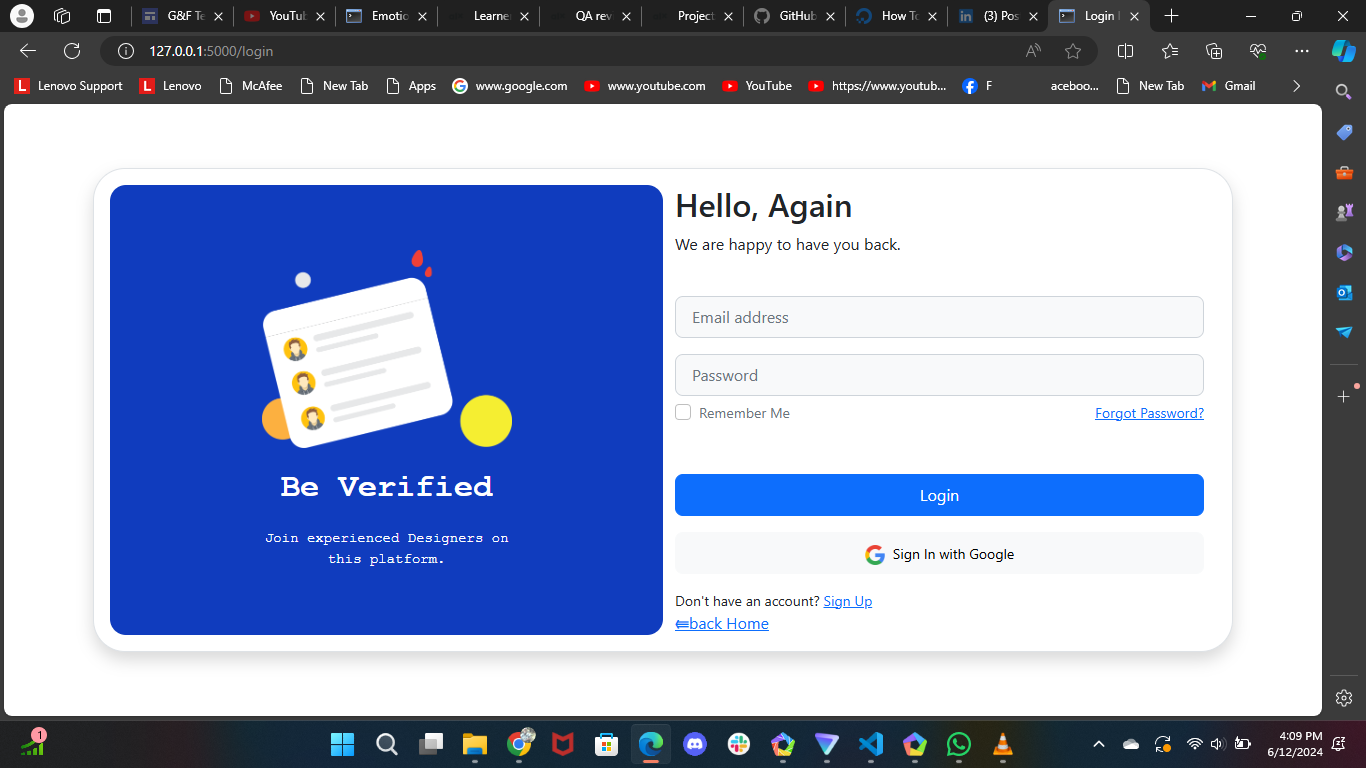 G&F Te
YouTub
Emotio
Learne
QA rev
Project
GitHub
How To
(3) Pos
Login
127.0.0.1:5000/login
Lenovo Support
Lenovo
McAfee
New Tab
Apps
www.google.com
www.youtube.com
YouTube
https://www.youtub...
F
aceboo...
New Tab
Gmail
Hello, Again
We are happy to have you back.
Email address
Password
Remember Me
Forgot Password?
Login
Sign In with Google
Don't have an account? Sign Up
⇚back Home
Be Verified
Join experienced Designers on
this platform.
1
4:09 PM
6/12/2024